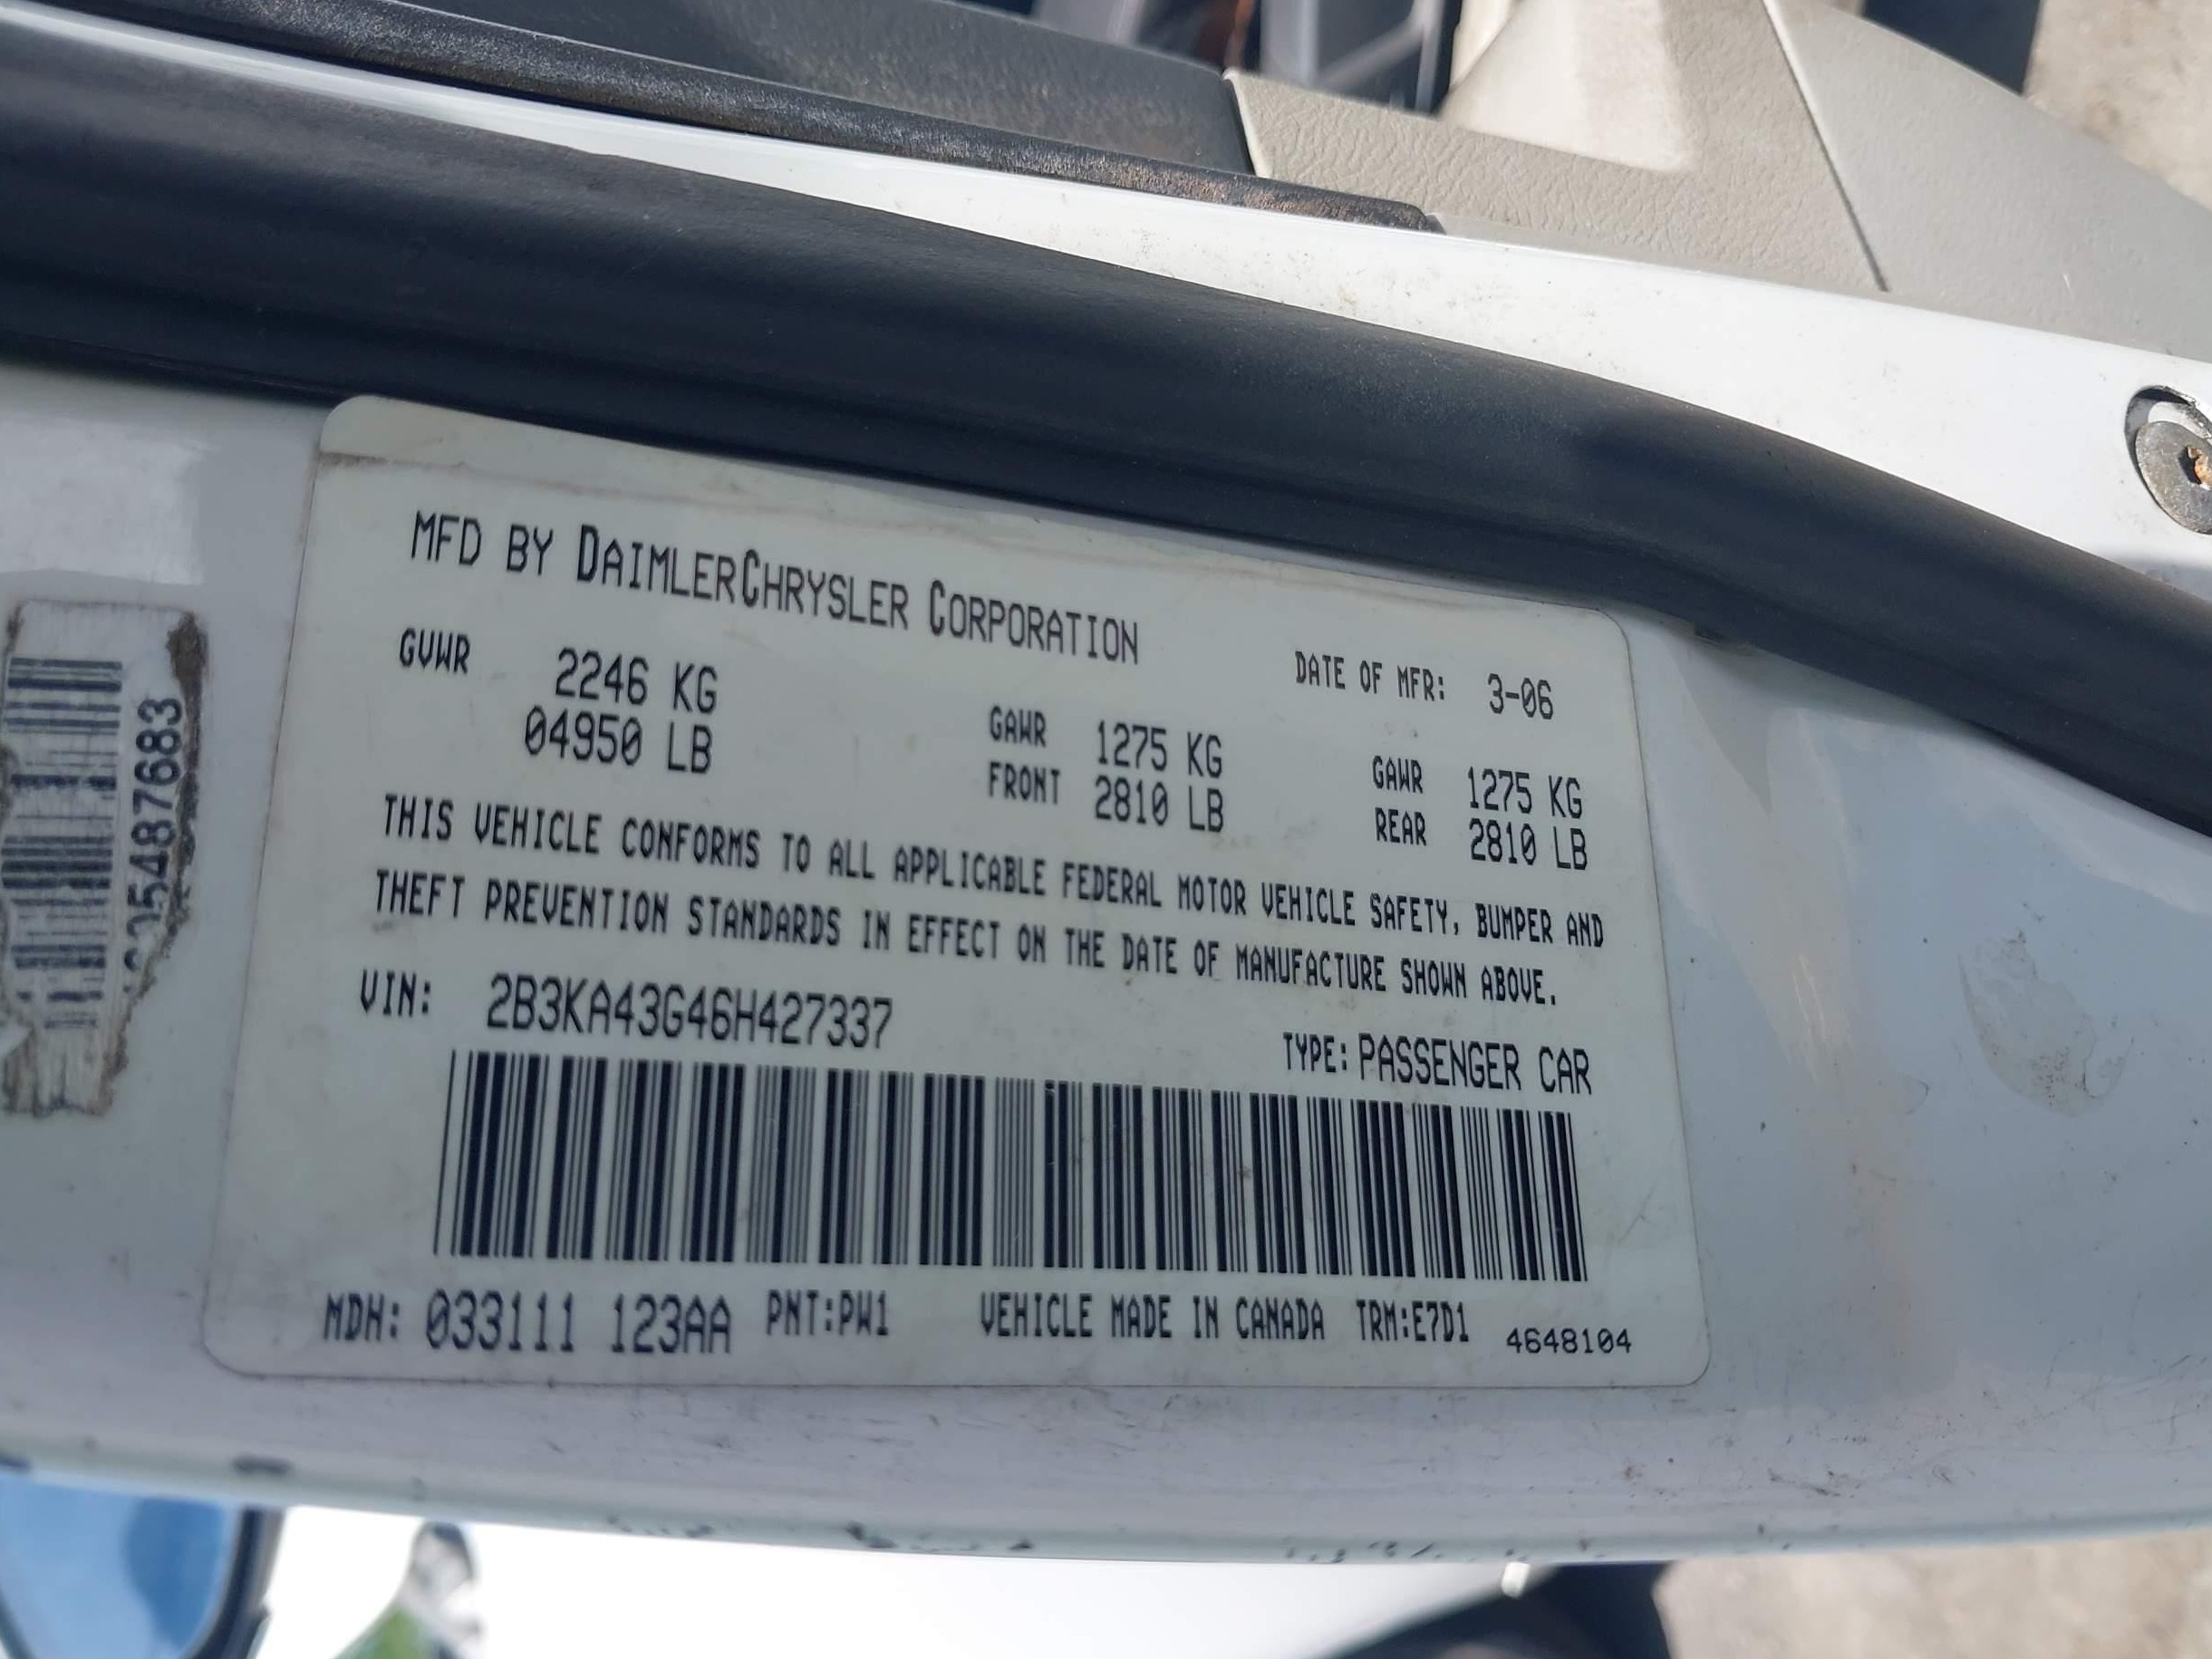 MFD BY DAIMLERCHRYSLER CORPORATION
DATE OF MFR: 3-06
GVWR 2246 KG
04950 LB
GAWR 1275 KG
FRONT 2810 LB
GAWR 1275 KG
REAR 2810 LB
THIS VEHICLE CONFORMS TO ALL APPLICABLE FEDERAL MOTOR VEHICLE SAFETY, BUMPER AND
THEFT PREVENTION STANDARDS IN EFFECT ON THE DATE OF MANUFACTURE SHOWN ABOVE.
VIN: 2B3KA43G46H427337
TYPE: PASSENGER CAR
MDH: 033111 123AA PNT:PW1 VEHICLE MADE IN CANADA TRM:E7D1 4648104